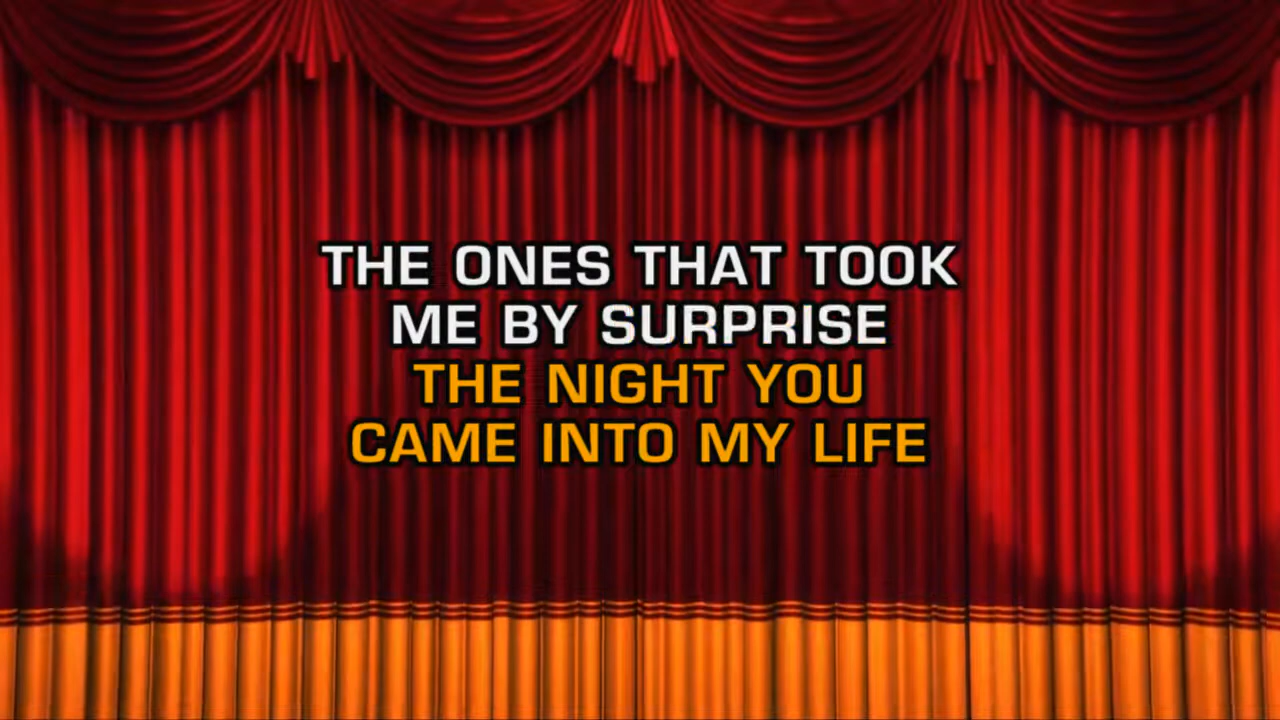 THE ONES THAT TOOK
ME BY SURPRISE
THE NIGHT YOU
CAME INTO MY LIFE